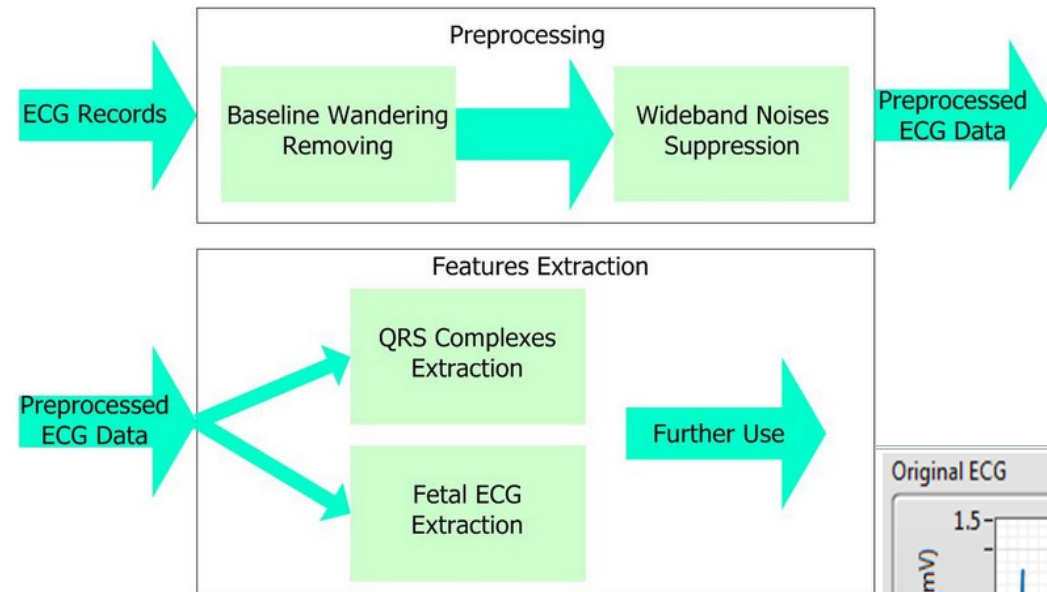 Preprocessing
ECG Records
Baseline Wandering
Removing
Wideband Noises
Suppression
Preprocessed
ECG Data
Features Extraction
Preprocessed
ECG Data
QRS Complexes
Extraction
Fetal ECG
Extraction
Further Use
Original ECG
1.5
mV)